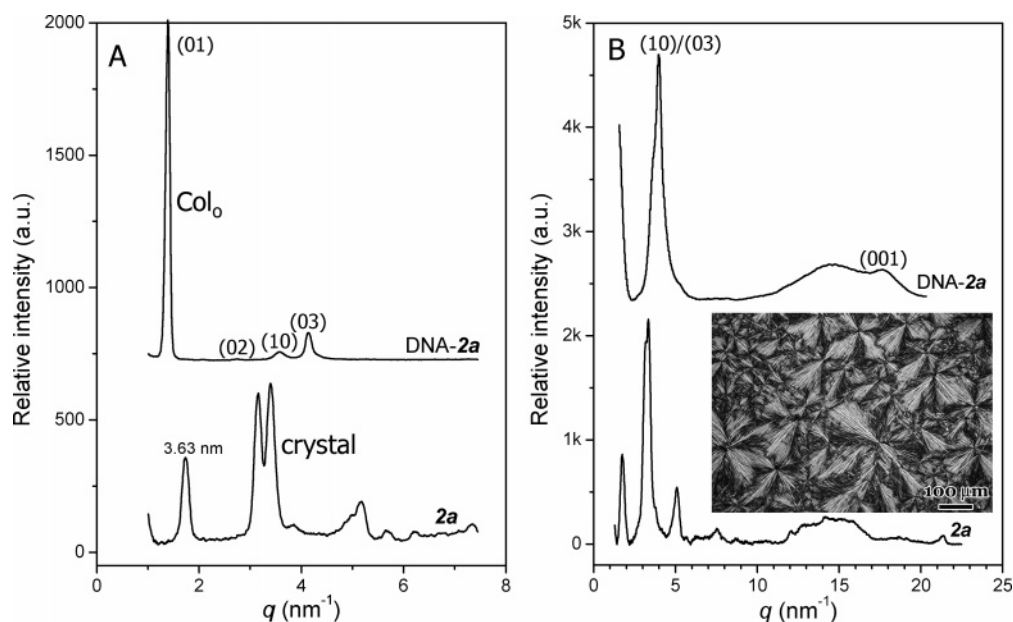 A
2000
1500
1000
500
0
Relative intensity (a.u.)
(01)
Colₒ
(02)
(10)
(03)
DNA-2a
3.63 nm
crystal
2a
0
2
4
6
8
q (nm⁻¹)
B
5k
4k
3k
2k
1k
0
Relative intensity (a.u.)
(10)/(03)
(001)
DNA-2a
100 µm
2a
0
5
10
15
20
25
q (nm⁻¹)